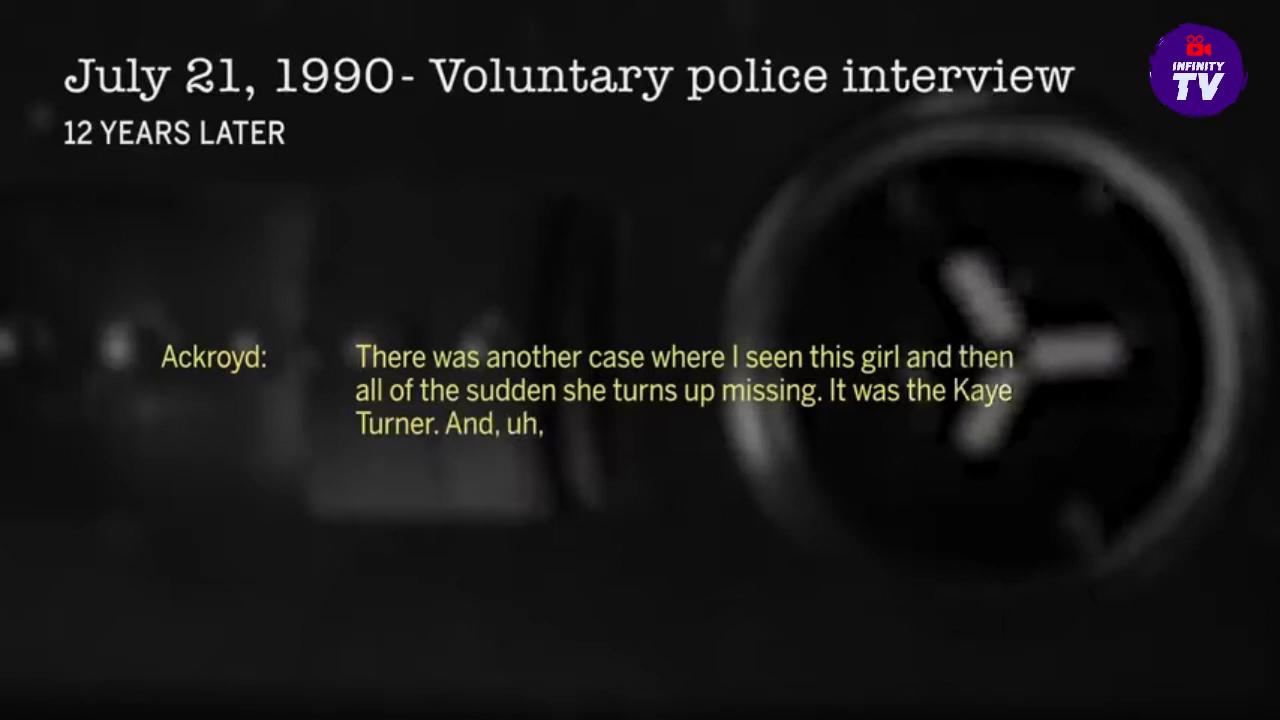 July 21, 1990- Voluntary police interview
12 YEARS LATER
INFINITY
TV
Ackroyd: There was another case where I seen this girl and then
all of the sudden she turns up missing. It was the Kaye
Turner. And, uh,